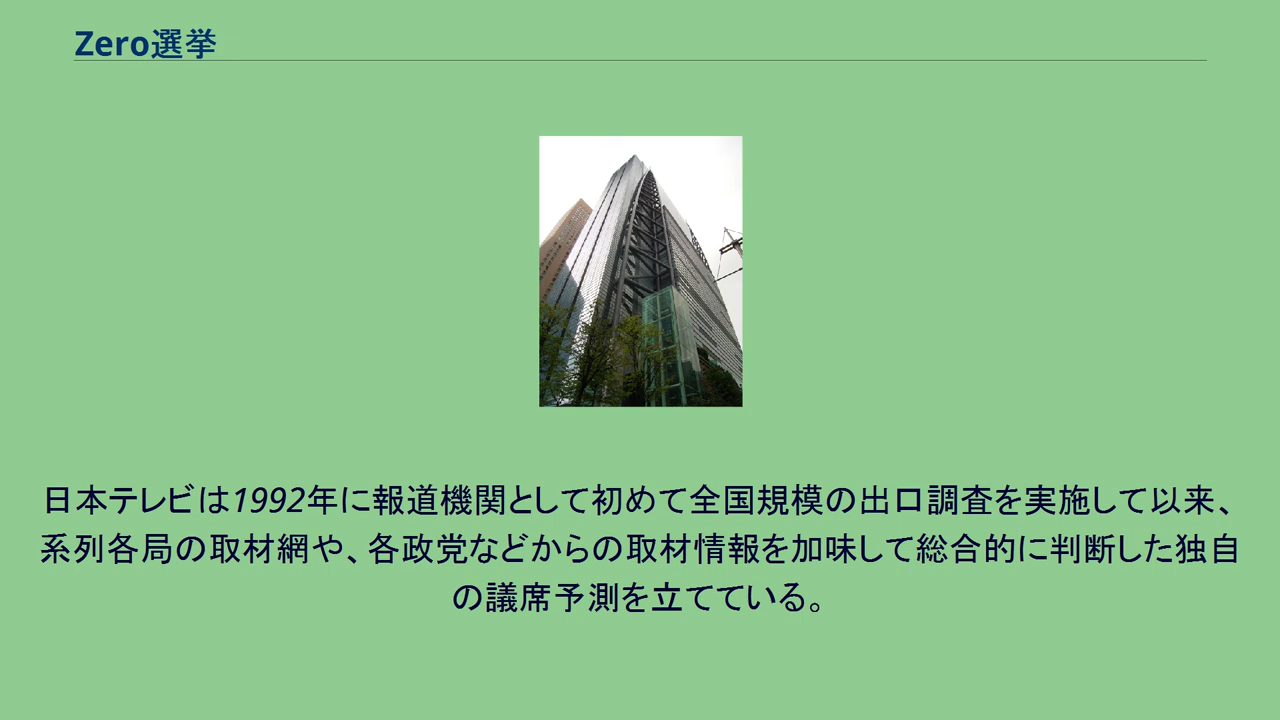 Zero選挙
日本テレビは1992年に報道機関として初めて全国規模の出口調査を実施して以来、
系列各局の取材網や、各政党などからの取材情報を加味して総合的に判断した独自
の議席予測を立てている。